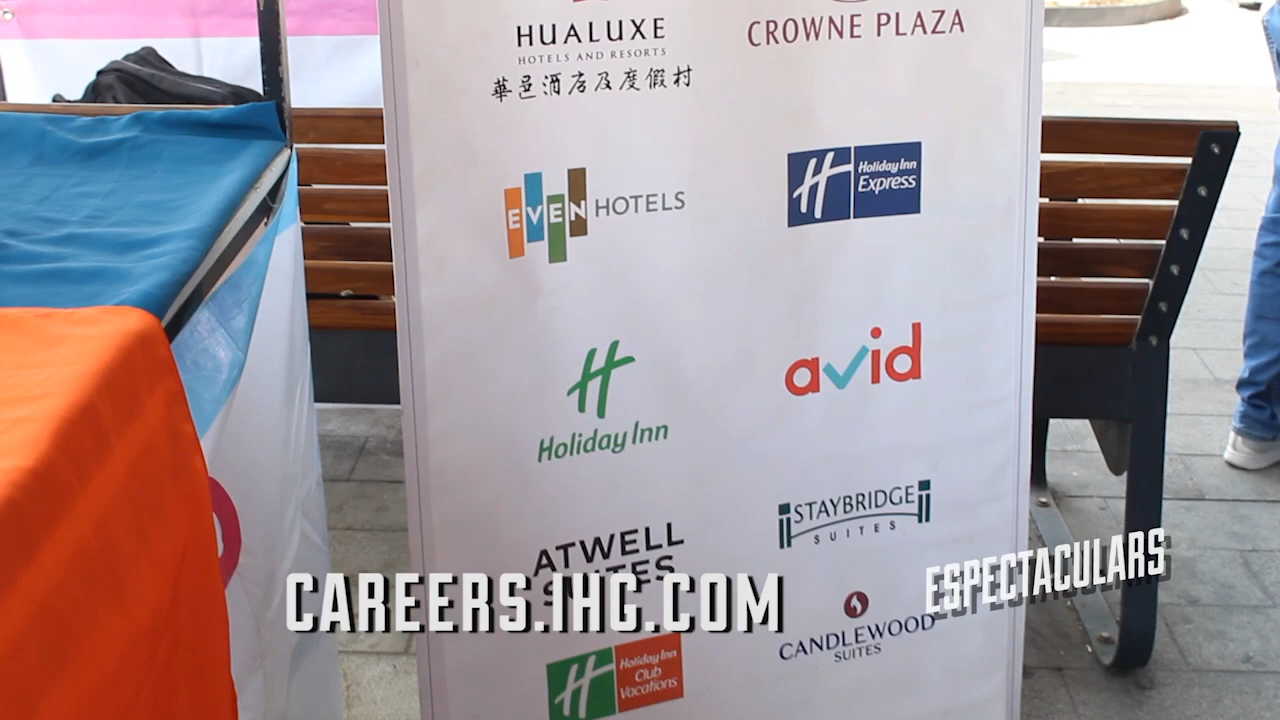 HUALUXE
HOTELS AND RESORTS
華邑酒店及度假村
CROWNE PLAZA
EVEN HOTELS
Holiday Inn
Express
Holiday Inn
avid
ATWELL
SUITES
STAYBRIDGE
SUITES
CAREERS.IHG.COM
ESPECTACULARS
CANDLEWOOD
SUITES
Holiday Inn
Club
Vacations